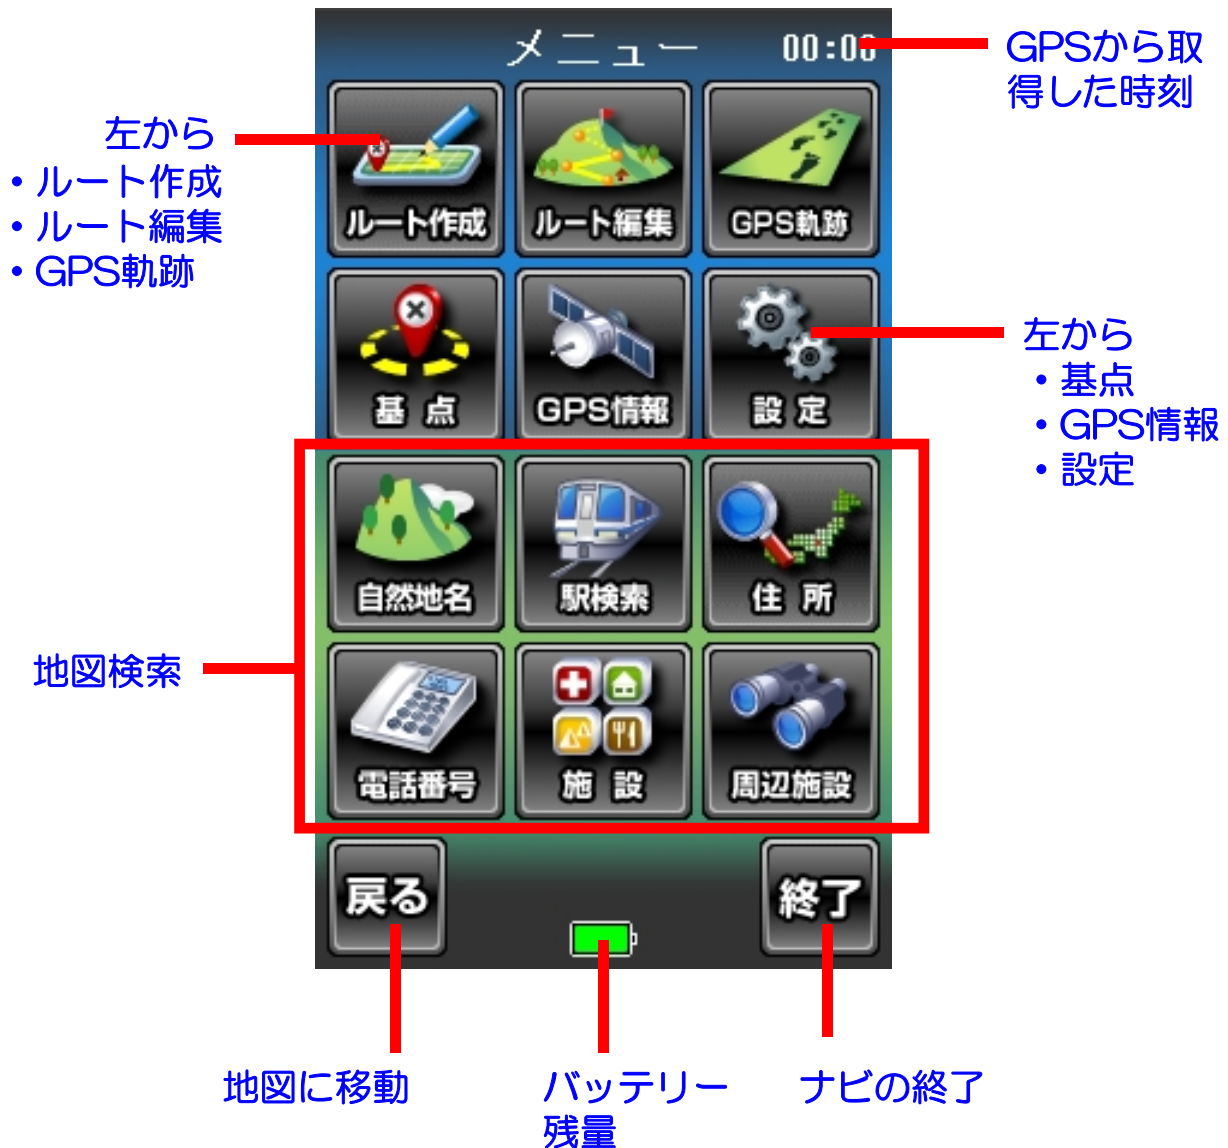 メニュー
00:00
GPSから取
得した時刻
左から
・ルート作成
・ルート編集
・GPS軌跡
ルート作成
ルート編集
GPS軌跡
基 点
GPS情報
設 定
左から
・基点
・GPS情報
・設定
自然地名
駅検索
住 所
地図検索
電話番号
施 設
周辺施設
戻る
終了
地図に移動
バッテリー
残量
ナビの終了